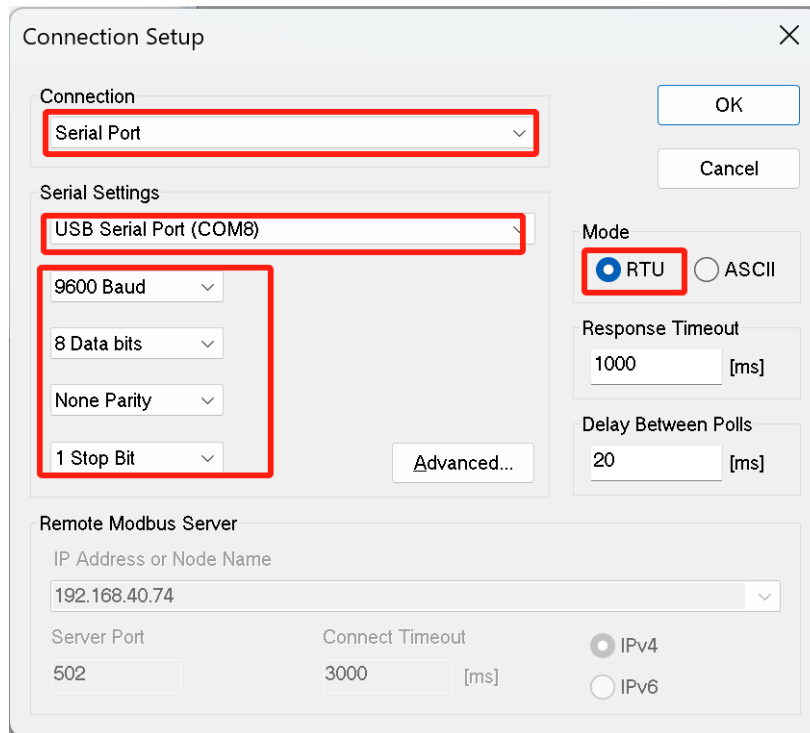 Connection Setup
Connection
Serial Port
OK
Cancel
Serial Settings
USB Serial Port (COM8)
9600 Baud
8 Data bits
None Parity
1 Stop Bit
Advanced...
Mode
RTU ASCII
Response Timeout
1000 [ms]
Delay Between Polls
20 [ms]
Remote Modbus Server
IP Address or Node Name
192.168.40.74
Server Port Connect Timeout
502 3000 [ms]
IPv4
IPv6